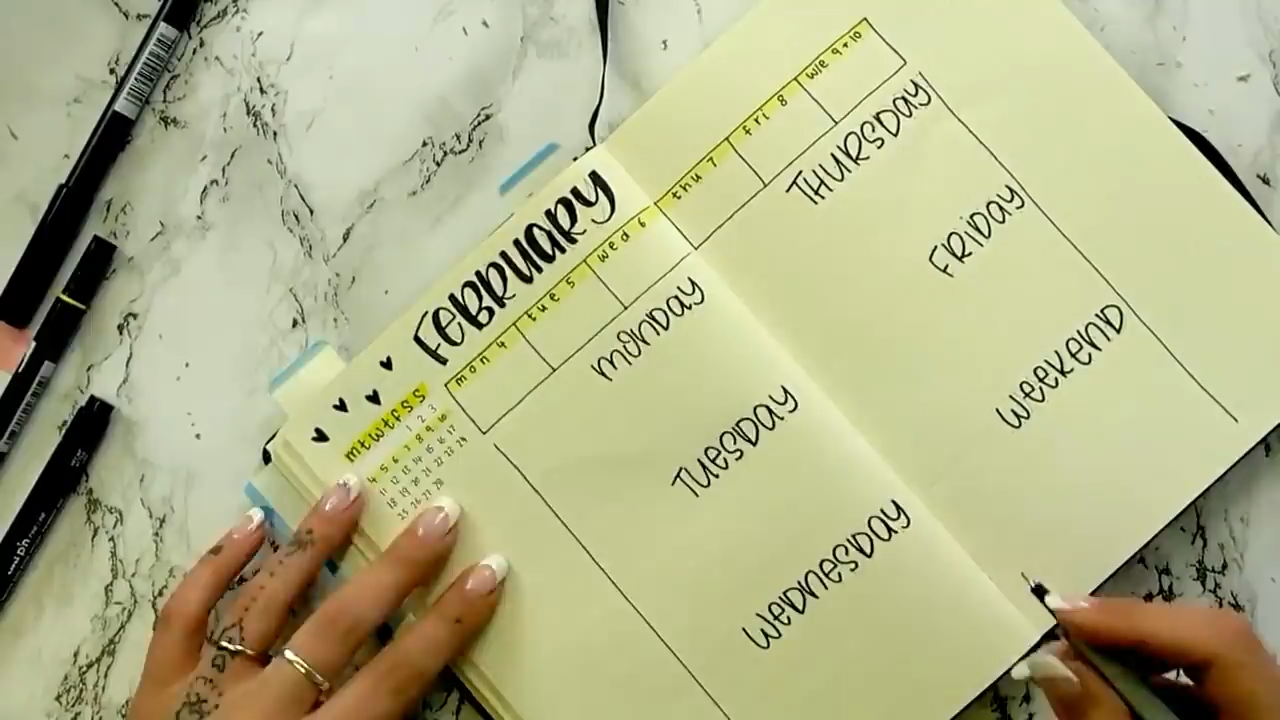 FEBRUARY
mtwtfss
1 2 3
4 5 6 7 8 9 10
11 12 13 14 15 16 17
18 19 20 21 22 23 24
25 26 27 28
mon 4
tue 5
wed 6
thu 7
fri 8
w/e 9+10
MONDAY
TUESDAY
WEDNESDAY
THURSDAY
FRIDAY
WEEKEND